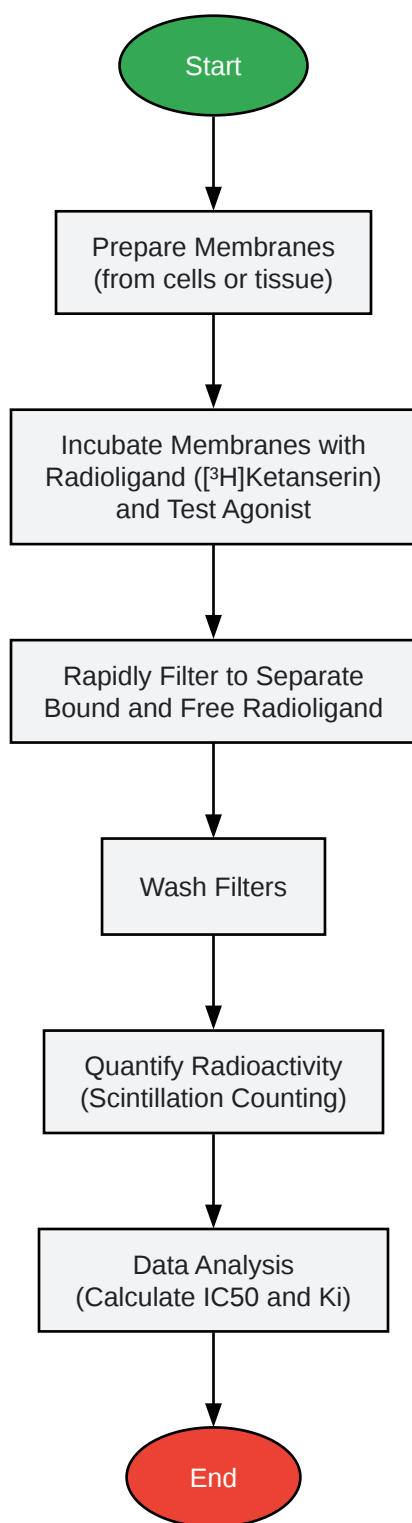 Start
Prepare Membranes
(from cells or tissue)
Incubate Membranes with
Radioligand ([³H]Ketanserin)
and Test Agonist
Rapidly Filter to Separate
Bound and Free Radioligand
Wash Filters
Quantify Radioactivity
(Scintillation Counting)
Data Analysis
(Calculate IC50 and Ki)
End